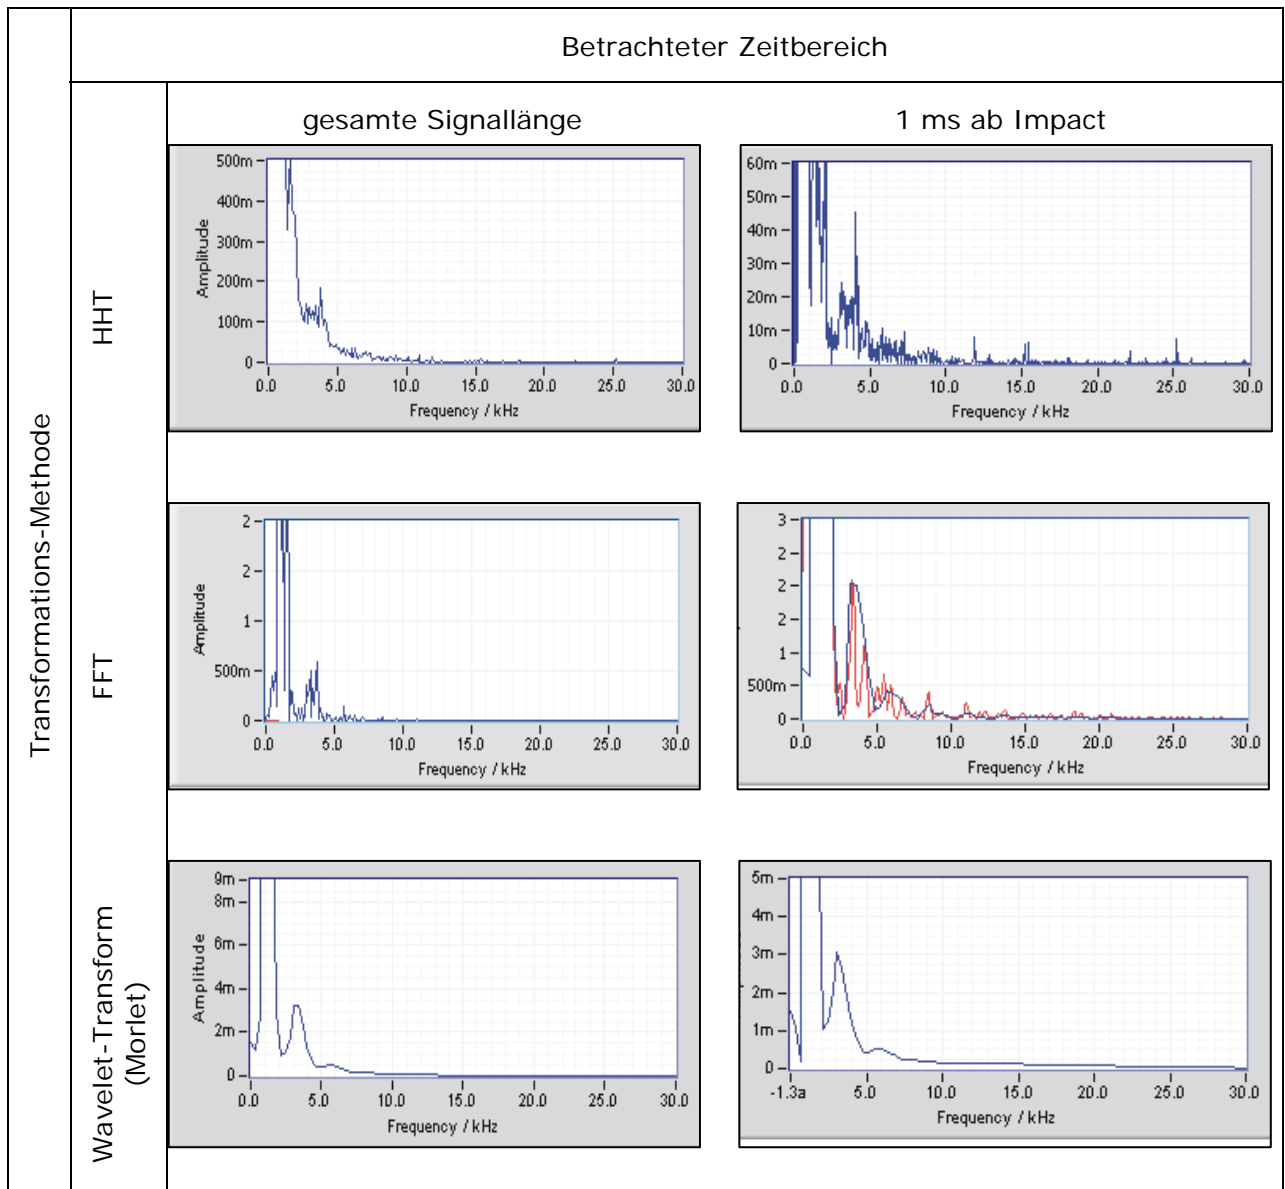 Betrachteter Zeitbereich
Transformations-Methode
gesamte Signallänge
1 ms ab Impact
HHT
500m
400m
300m
200m
100m
0
Amplitude
0.0 5.0 10.0 15.0 20.0 25.0 30.0
Frequency / kHz
60m
50m
40m
30m
20m
10m
0
0.0 5.0 10.0 15.0 20.0 25.0 30.0
Frequency / kHz
FFT
2
2
1
500m
0
Amplitude
0.0 5.0 10.0 15.0 20.0 25.0 30.0
Frequency / kHz
3
2
2
2
1
500m
0
0.0 5.0 10.0 15.0 20.0 25.0 30.0
Frequency / kHz
Wavelet-Transform
(Morlet)
9m
8m
6m
4m
2m
0
Amplitude
0.0 5.0 10.0 15.0 20.0 25.0 30.0
Frequency / kHz
5m
4m
3m
2m
1m
0
-1.3a 5.0 10.0 15.0 20.0 25.0 30.0
Frequency / kHz